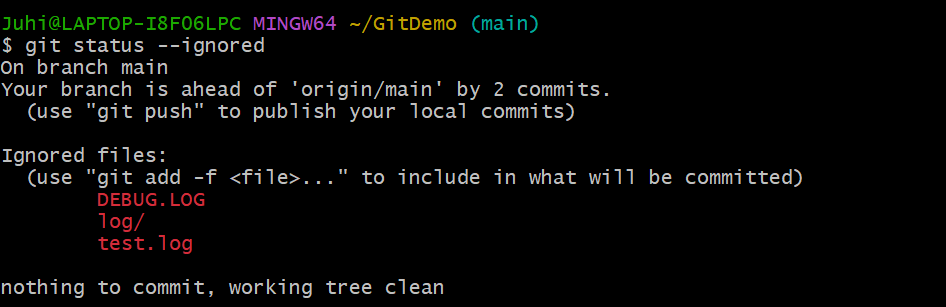 Juhi@LAPTOP-I8F06LPC MINGW64 ~/GitDemo (main)
$ git status --ignored
On branch main
Your branch is ahead of 'origin/main' by 2 commits.
  (use "git push" to publish your local commits)

Ignored files:
  (use "git add -f <file>..." to include in what will be committed)
        DEBUG.LOG
        log/
        test.log

nothing to commit, working tree clean